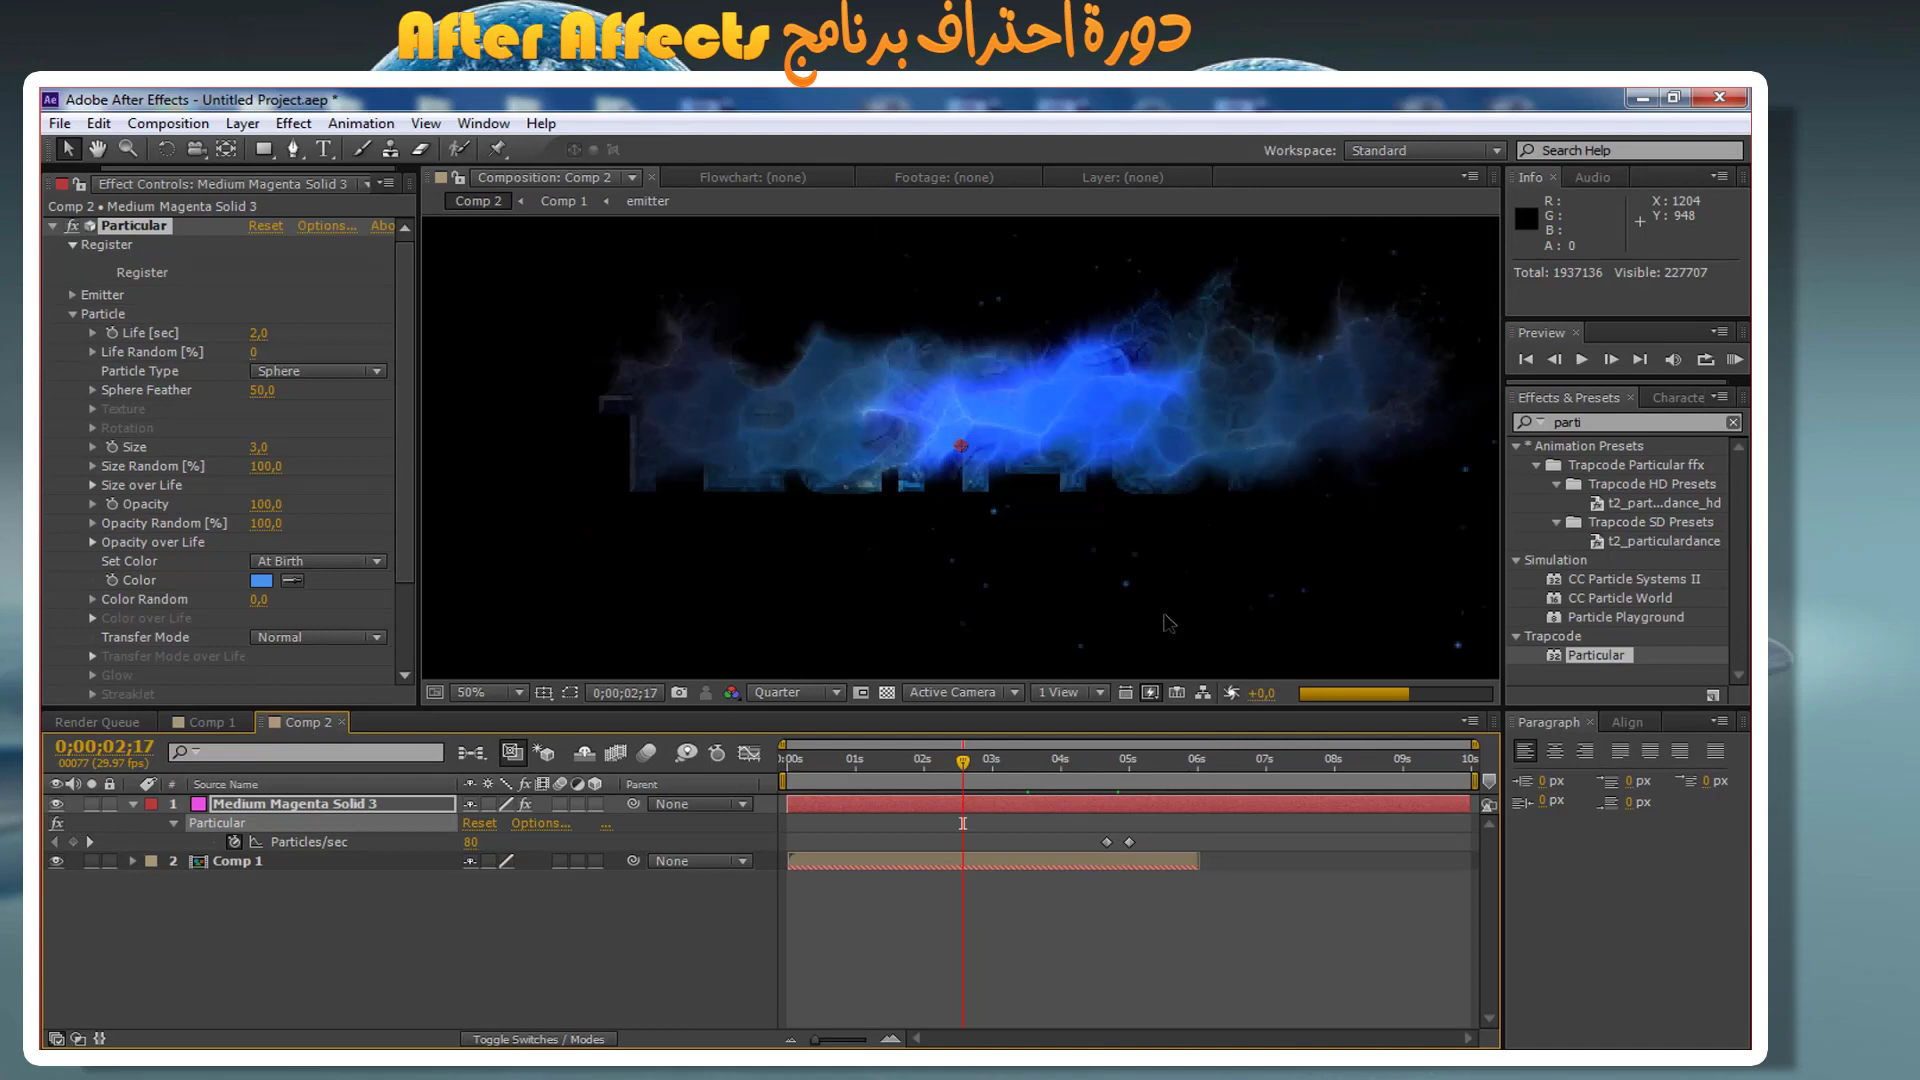 دورة احتراف برنامج After Affects
Adobe After Effects - Untitled Project.aep *
File Edit Composition Layer Effect Animation View Window Help
Workspace: Standard Search Help
Effect Controls: Medium Magenta Solid 3
Composition: Comp 2 Flowchart: (none) Footage: (none) Layer: (none)
Info Audio
Comp 2 • Medium Magenta Solid 3
Comp 2 Comp 1 emitter
R: X : 1204
G: Y : 948
B:
A: 0
Total: 1937136 Visible: 227707
Particular Reset Options... Abo
Register
Register
Emitter
Particle
Life [sec] 2,0
Life Random [%] 0
Particle Type Sphere
Sphere Feather 50,0
Texture
Rotation
Size 3,0
Size Random [%] 100,0
Size over Life
Opacity 100,0
Opacity Random [%] 100,0
Opacity over Life
Set Color At Birth
Color
Color Random 0,0
Color over Life
Transfer Mode Normal
Transfer Mode over Life
Glow
Streaklet
Preview
Effects & Presets Characte
parti
* Animation Presets
Trapcode Particular ffx
Trapcode HD Presets
t2_part...dance_hd
Trapcode SD Presets
t2_particulardance
Simulation
CC Particle Systems II
CC Particle World
Particle Playground
Trapcode
Particular
50% 0;00;02;17 Quarter Active Camera 1 View +0,0
Render Queue Comp 1 Comp 2
Paragraph Align
0 px 0 px 0 px
0 px 0 px
0;00;02;17
00077 (29.97 fps)
:00s 01s 02s 03s 04s 05s 06s 07s 08s 09s 10s
# Source Name Parent
1 Medium Magenta Solid 3 None
Particular Reset Options... ...
Particles/sec 80
2 Comp 1 None
Toggle Switches / Modes